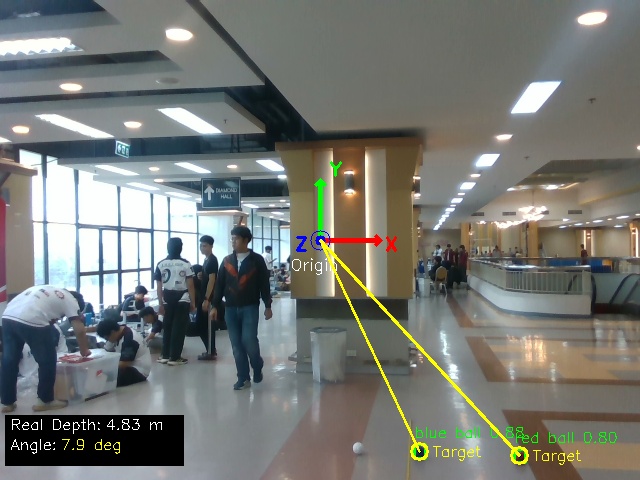 DIAMOND
HALL
Y
Z
X
Origin
blue ball 0.88
red ball 0.80
Target
Target
Real Depth: 4.83 m
Angle: 7.9 deg